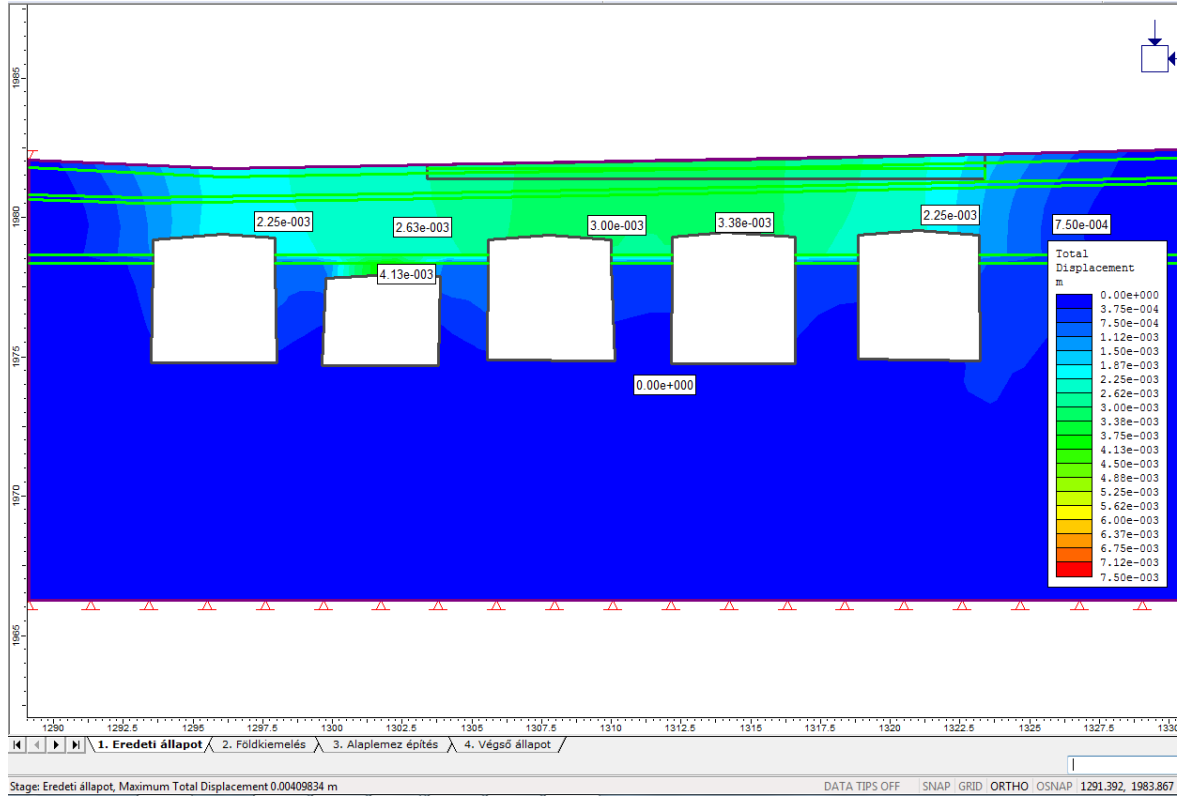 1985
1980
1975
1970
1965
2.25e-003
2.63e-003
3.00e-003
3.38e-003
2.25e-003
7.50e-004
4.13e-003
0.00e+000
Total
Displacement
m
0.00e+000
3.75e-004
7.50e-004
1.12e-003
1.50e-003
1.87e-003
2.25e-003
2.62e-003
3.00e-003
3.38e-003
3.75e-003
4.13e-003
4.50e-003
4.88e-003
5.25e-003
5.62e-003
6.00e-003
6.37e-003
6.75e-003
7.12e-003
7.50e-003
1290 1292.5 1295 1297.5 1300 1302.5 1305 1307.5 1310 1312.5 1315 1317.5 1320 1322.5 1325 1327.5 1330
1. Eredeti állapot 2. Földkiemelés 3. Alaplemez építés 4. Végső állapot
Stage: Eredeti állapot, Maximum Total Displacement 0.00409834 m DATA TIPS OFF SNAP GRID ORTHO OSNAP 1291.392, 1983.867